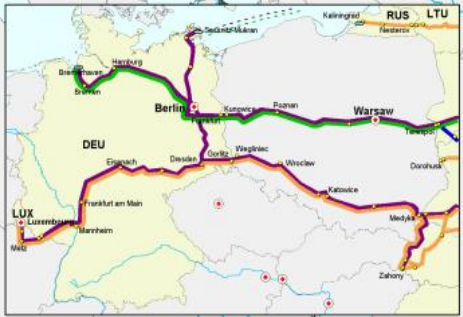 Kaliningrad
RUS
LTU
Nesterov
Sassnitz-Mukran
Hamburg
Bremerhaven
Bremen
Berlin
Frankfurt
Kunowice
Poznan
Warsaw
Terespol
DEU
Dorohusk
Eisenach
Dresden
Gorlitz
Wegliniec
Wroclaw
Katowice
Frankfurt am Main
LUX
Luxembourg
Mannheim
Metz
Medyka
Zahony